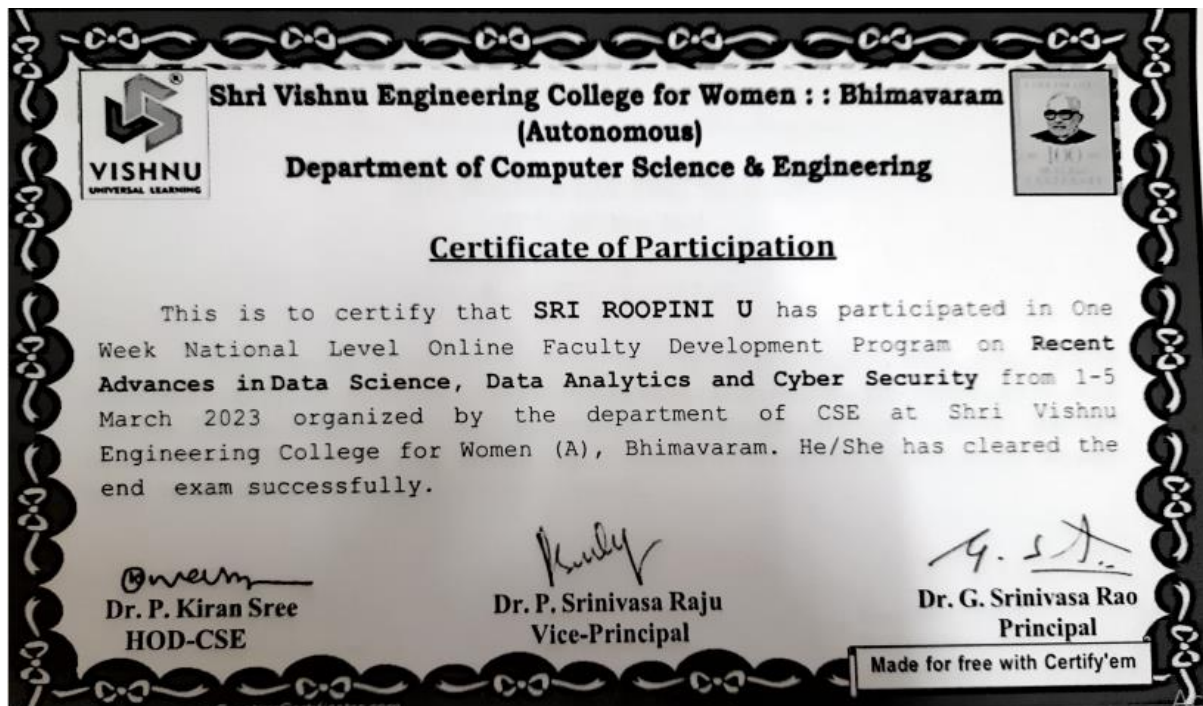 Shri Vishnu Engineering College for Women : : Bhimavaram
(Autonomous)
Department of Computer Science & Engineering
®
VISHNU
UNIVERSAL LEARNING
Certificate of Participation
This is to certify that SRI ROOPINI U has participated in One
Week National Level Online Faculty Development Program on Recent
Advances in Data Science, Data Analytics and Cyber Security from 1-5
March 2023 organized by the department of CSE at Shri Vishnu
Engineering College for Women (A), Bhimavaram. He/She has cleared the
end exam successfully.
Dr. P. Kiran Sree
HOD-CSE
Dr. P. Srinivasa Raju
Vice-Principal
G. S
Dr. G. Srinivasa Rao
Principal
Made for free with Certify'em